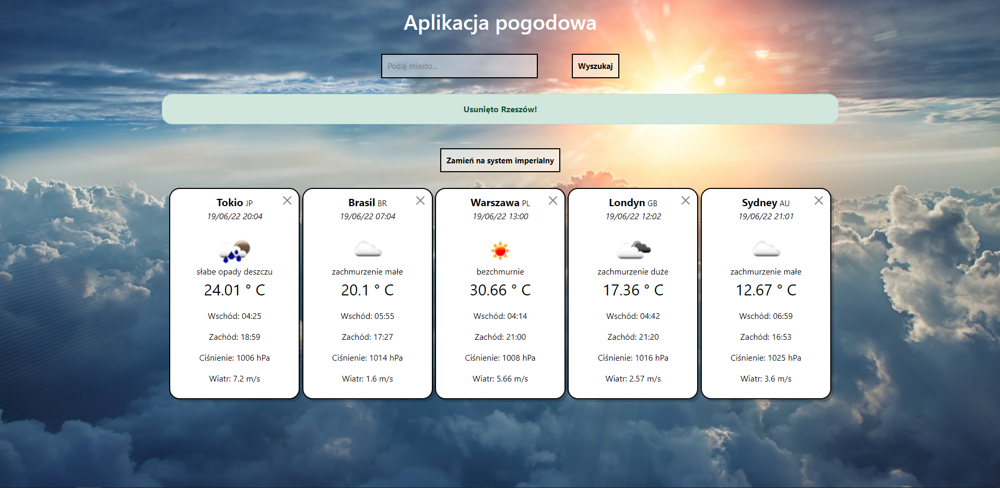 Aplikacja pogodowa
Podaj miasto...
Wyszukaj
Usunięto Rzeszów!
Zamień na system imperialny
Tokio JP
19/06/22 20:04
słabe opady deszczu
24.01 ° C
Wschód: 04:25
Zachód: 18:59
Ciśnienie: 1006 hPa
Wiatr: 7.2 m/s
Brasil BR
19/06/22 07:04
zachmurzenie małe
20.1 ° C
Wschód: 05:55
Zachód: 17:27
Ciśnienie: 1014 hPa
Wiatr: 1.6 m/s
Warszawa PL
19/06/22 13:00
bezchmurnie
30.66 ° C
Wschód: 04:14
Zachód: 21:00
Ciśnienie: 1008 hPa
Wiatr: 5.66 m/s
Londyn GB
19/06/22 12:02
zachmurzenie duże
17.36 ° C
Wschód: 04:42
Zachód: 21:20
Ciśnienie: 1016 hPa
Wiatr: 2.57 m/s
Sydney AU
19/06/22 21:01
zachmurzenie małe
12.67 ° C
Wschód: 06:59
Zachód: 16:53
Ciśnienie: 1025 hPa
Wiatr: 3.6 m/s